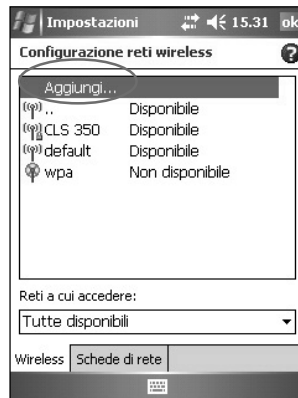 Impostazioni 15.31 ok
Configurazione reti wireless
Aggiungi...
.. Disponibile
CLS 350 Disponibile
default Disponibile
wpa Non disponibile
Reti a cui accedere:
Tutte disponibili
Wireless Schede di rete